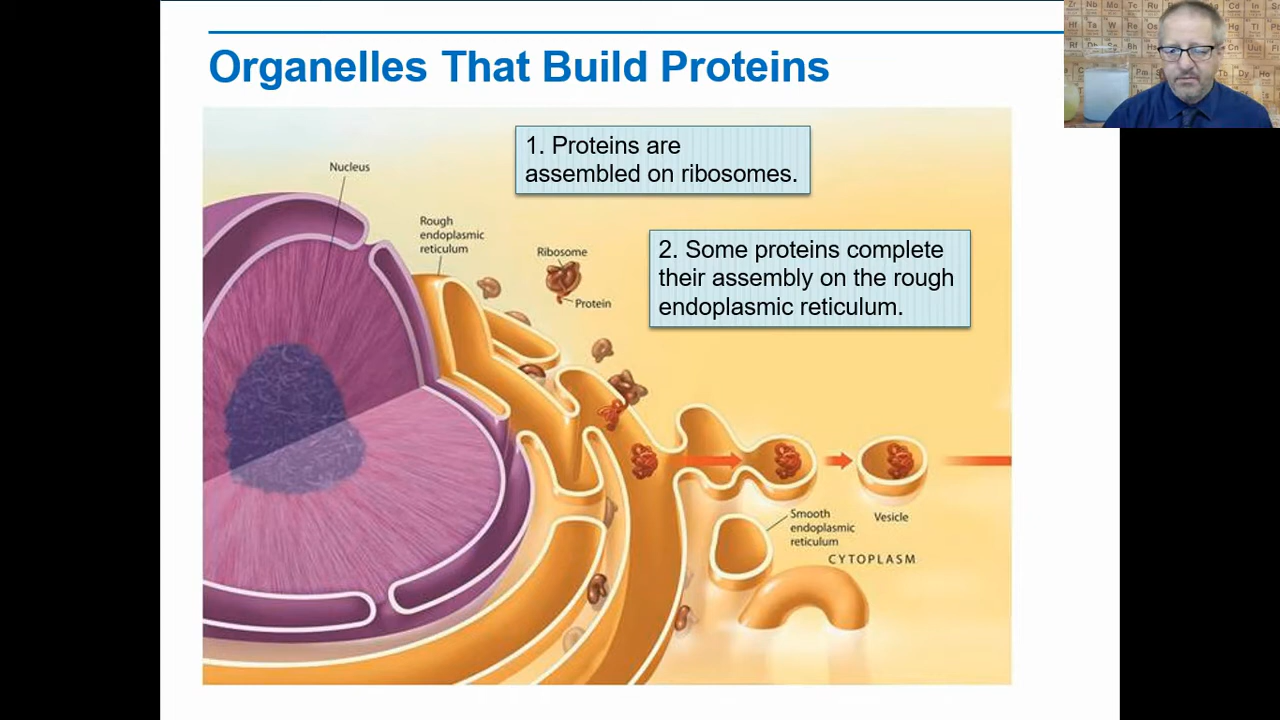 Organelles That Build Proteins
1. Proteins are
assembled on ribosomes.
Nucleus
Rough
endoplasmic
reticulum
Ribosome
Protein
2. Some proteins complete
their assembly on the rough
endoplasmic reticulum.
Smooth
endoplasmic
reticulum
Vesicle
CYTOPLASM